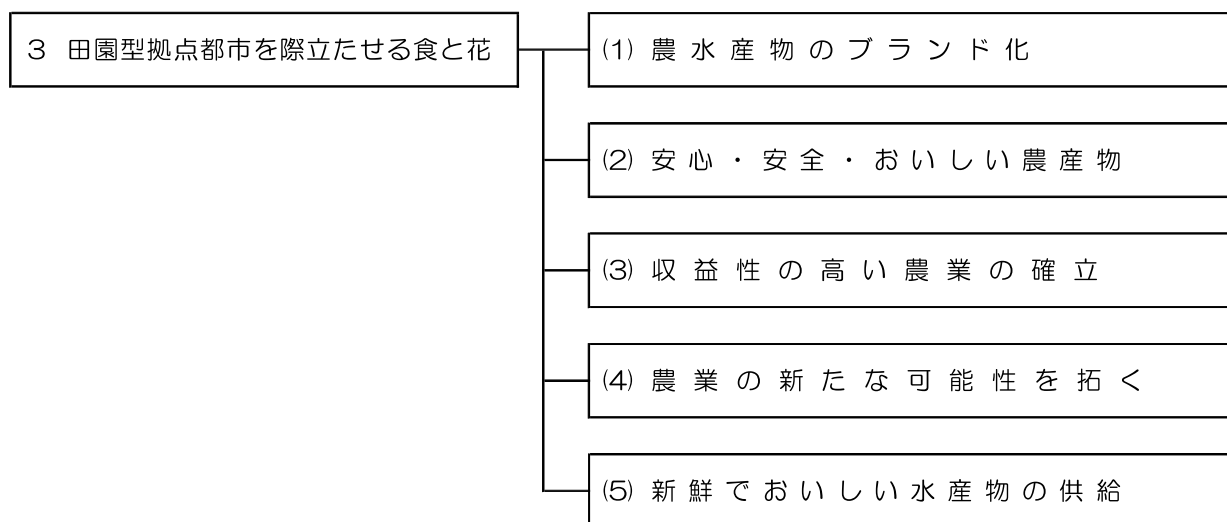 3 田園型拠点都市を際立たせる食と花
(1) 農水産物のブランド化
(2) 安心・安全・おいしい農産物
(3) 収益性の高い農業の確立
(4) 農業の新たな可能性を拓く
(5) 新鮮でおいしい水産物の供給